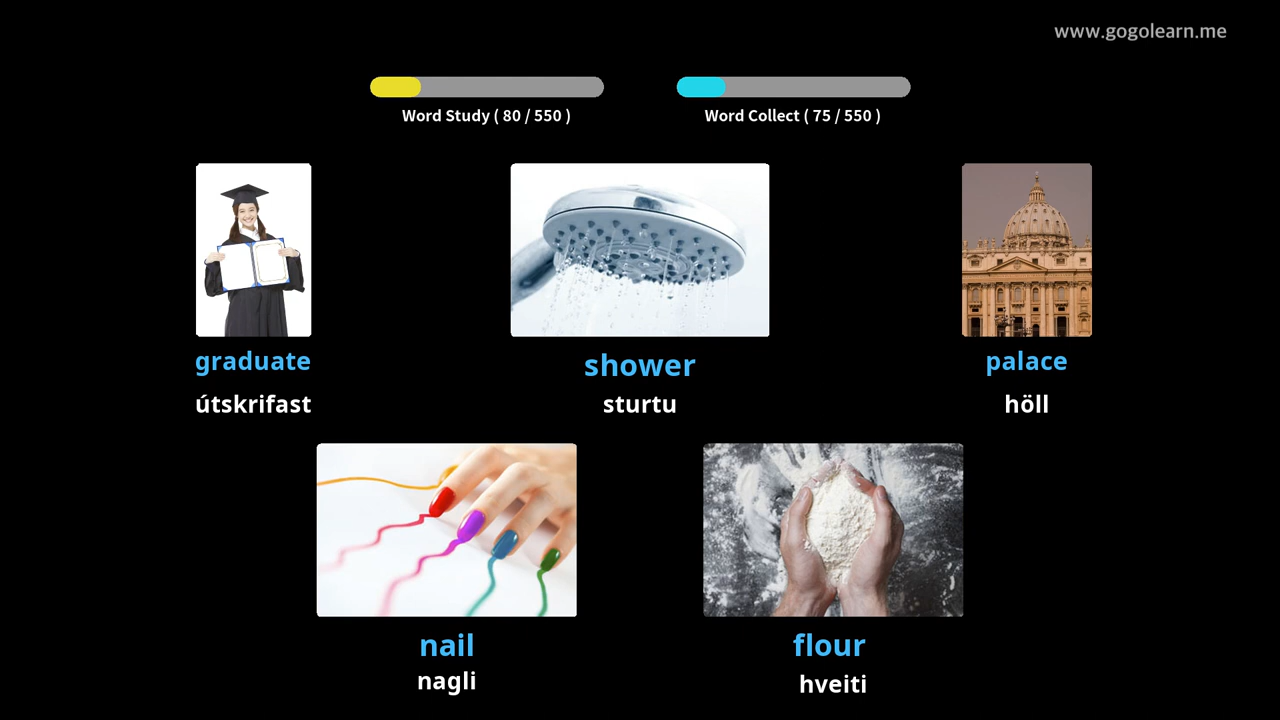 www.gogolearn.me
Word Study ( 80 / 550 )
Word Collect ( 75 / 550 )
graduate
útskrifast
shower
sturtu
palace
höll
nail
nagli
flour
hveiti